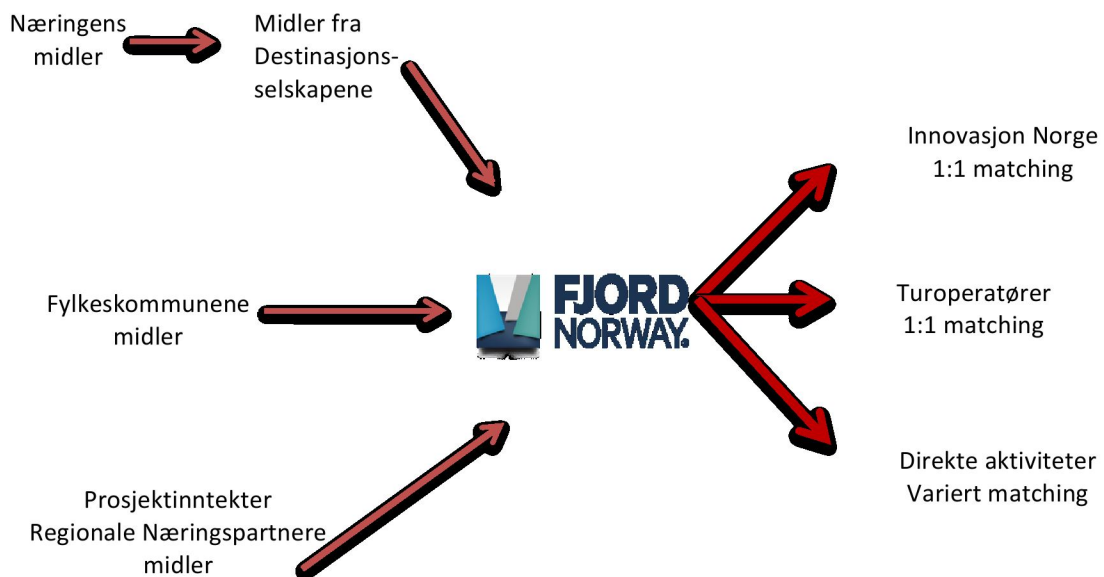 Næringens
midler
Midler fra
Destinasjons-
selskapene
Innovasjon Norge
1:1 matching
Fylkeskommunene
midler
FJORD
NORWAY.
Turoperatører
1:1 matching
Prosjektinntekter
Regionale Næringspartnere
midler
Direkte aktiviteter
Variert matching